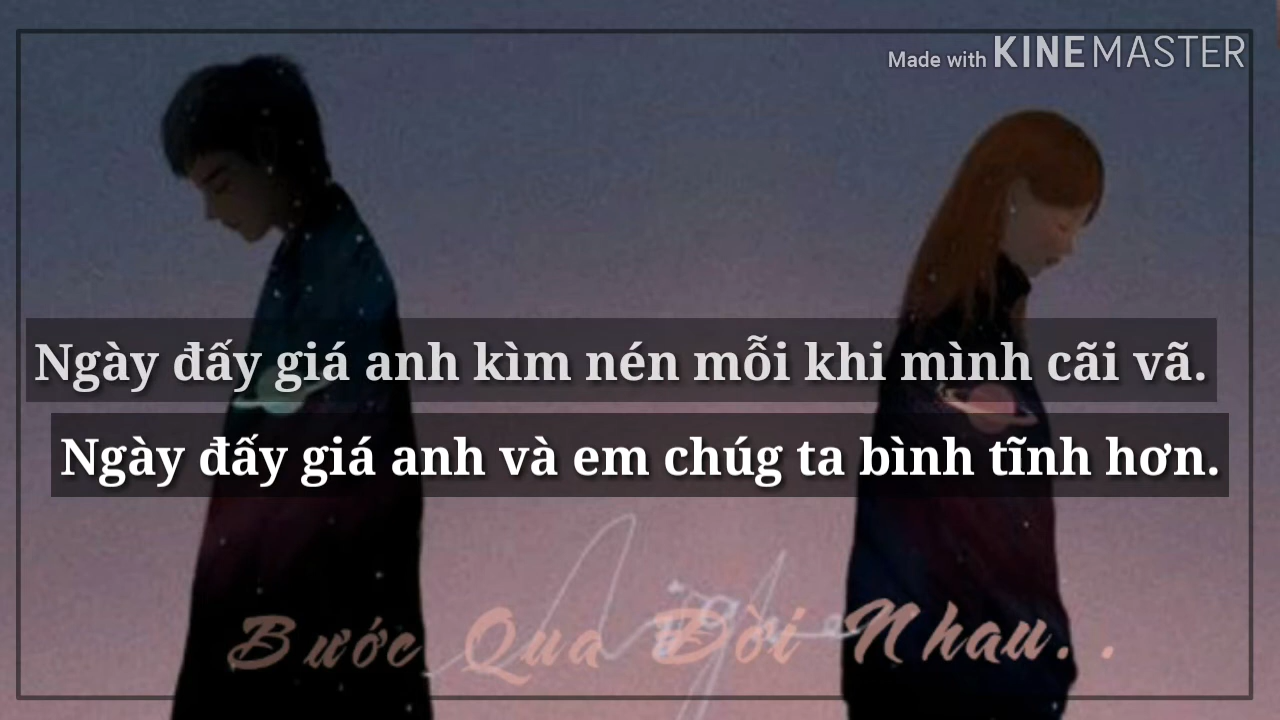 Made with KINEMASTER
Ngày đấy giá anh kìm nén mỗi khi mình cãi vã.
Ngày đấy giá anh và em chúg ta bình tĩnh hơn.
Bước Qua Đời Nhau. .